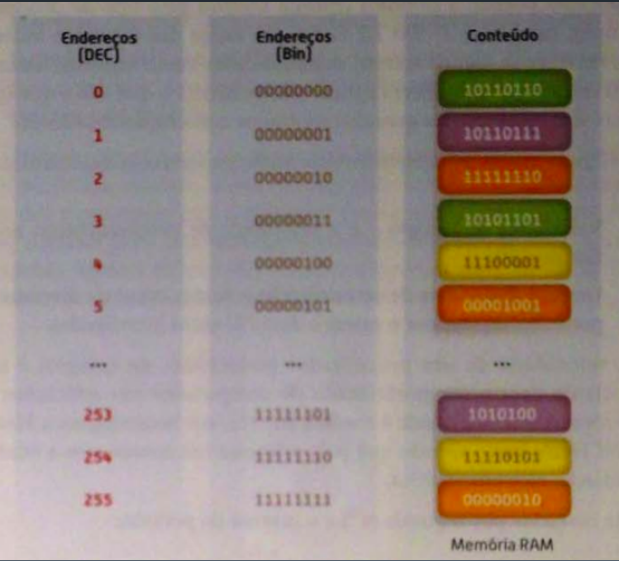 Endereços (DEC) Endereços (Bin) Conteúdo
0 00000000 10110110
1 00000001 10110111
2 00000010 11111110
3 00000011 10101101
4 00000100 11100001
5 00000101 00001001
... ... ...
253 11111101 1010100
254 11111110 11110101
255 11111111 00000010
Memória RAM